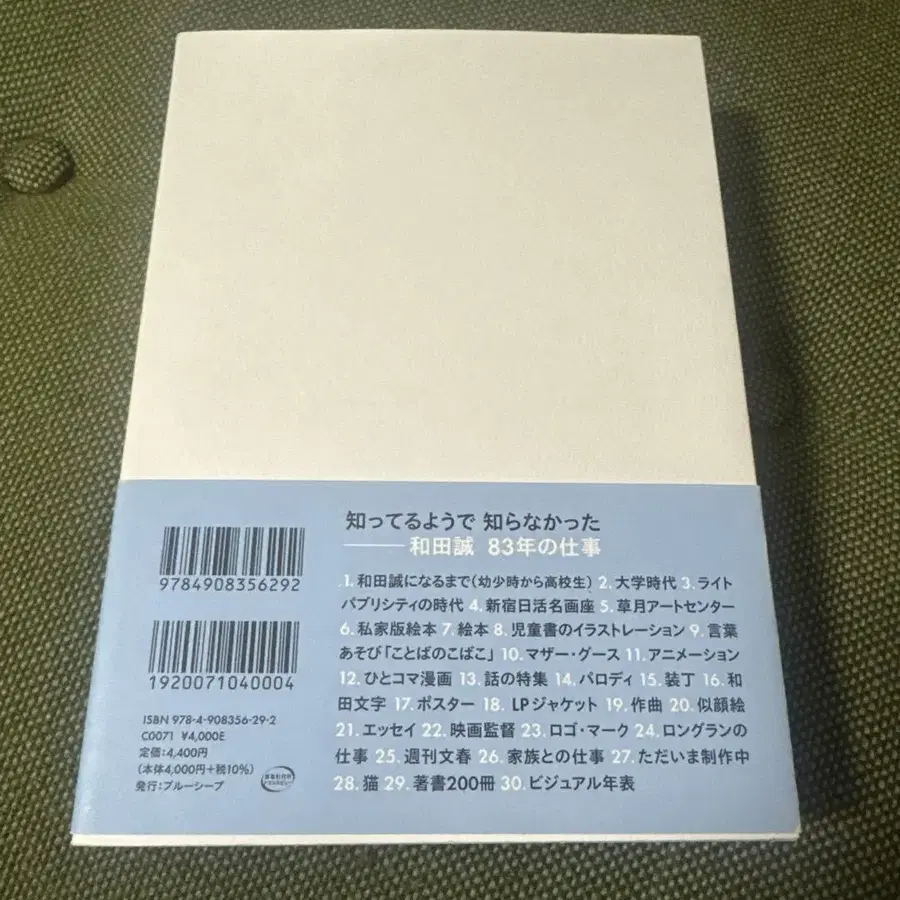 知ってるようで 知らなかった
――和田誠 83年の仕事
1. 和田誠になるまで(幼少時から高校生) 2. 大学時代 3. ライト
パブリシティの時代 4. 新宿日活名画座 5. 草月アートセンター
6. 私家版絵本 7. 絵本 8. 児童書のイラストレーション 9. 言葉
あそび「ことばのこばこ」 10. マザー・グース 11. アニメーション
12. ひとコマ漫画 13. 話の特集 14. パロディ 15. 装丁 16. 和
田文字 17. ポスター 18. LPジャケット 19. 作曲 20. 似顔絵
21. エッセイ 22. 映画監督 23. ロゴ・マーク 24. ロングランの
仕事 25. 週刊文春 26. 家族との仕事 27. ただいま制作中
28. 猫 29. 著書200冊 30. ビジュアル年表
9784908356292
1920071040004
ISBN 978-4-908356-29-2
C0071 ¥4,000E
定価:4,400円
(本体4,000円+税10%)
発行:ブルーシープ